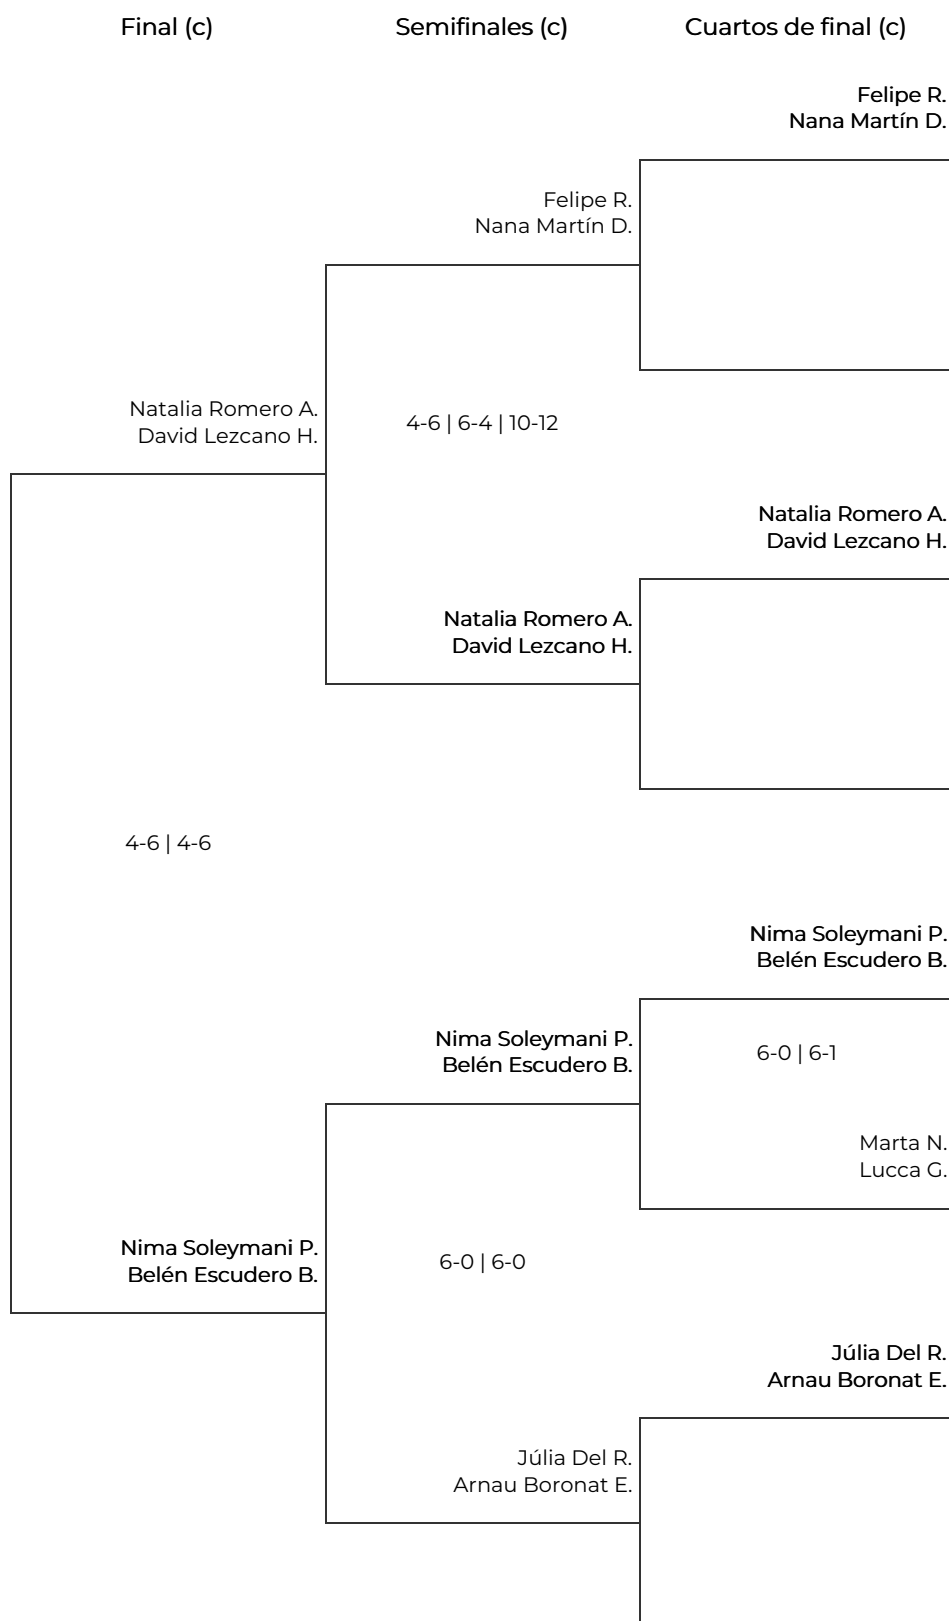 Final (c)
Semifinales (c)
Cuartos de final (c)
Felipe R.
Nana Martín D.
Felipe R.
Nana Martín D.
Natalia Romero A.
David Lezcano H.
4-6 | 6-4 | 10-12
Natalia Romero A.
David Lezcano H.
Natalia Romero A.
David Lezcano H.
4-6 | 4-6
Nima Soleymani P.
Belén Escudero B.
Nima Soleymani P.
Belén Escudero B.
6-0 | 6-1
Marta N.
Lucca G.
Nima Soleymani P.
Belén Escudero B.
6-0 | 6-0
Júlia Del R.
Arnau Boronat E.
Júlia Del R.
Arnau Boronat E.